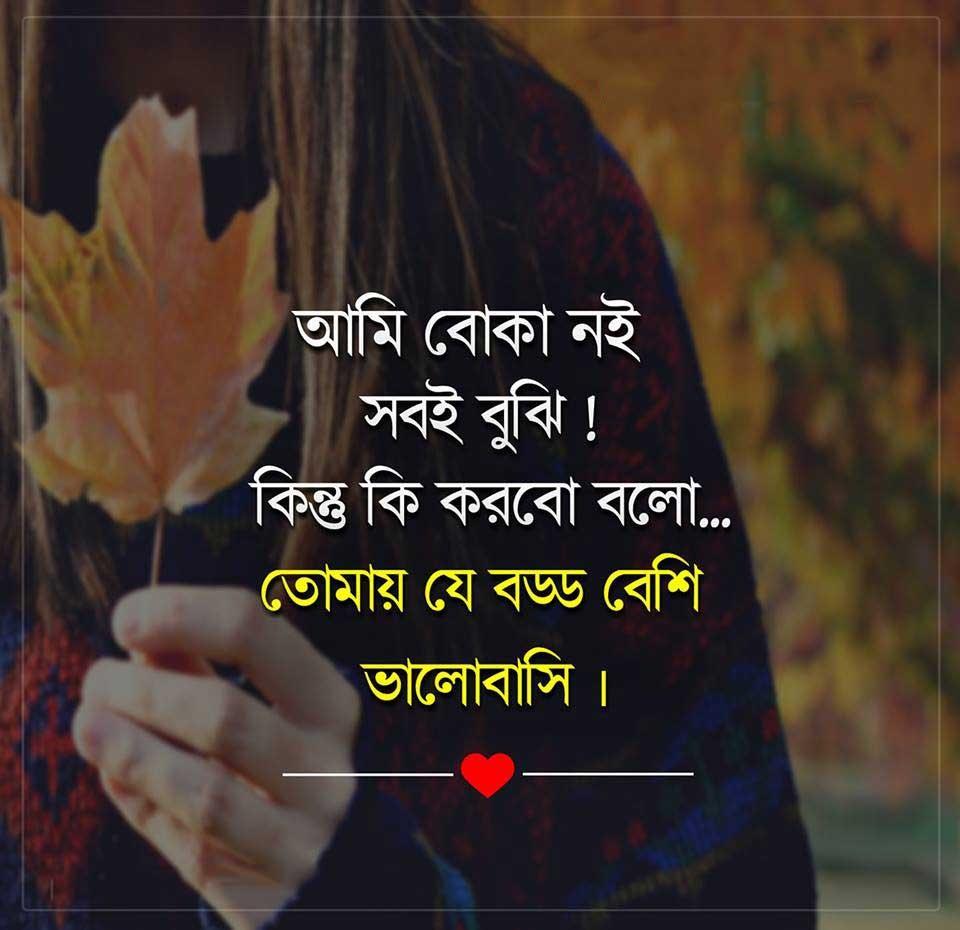 আমি বোকা নই
সবই বুঝি !
কিন্তু কি করবো বলো...
তোমায় যে বড্ড বেশি
ভালোবাসি ।